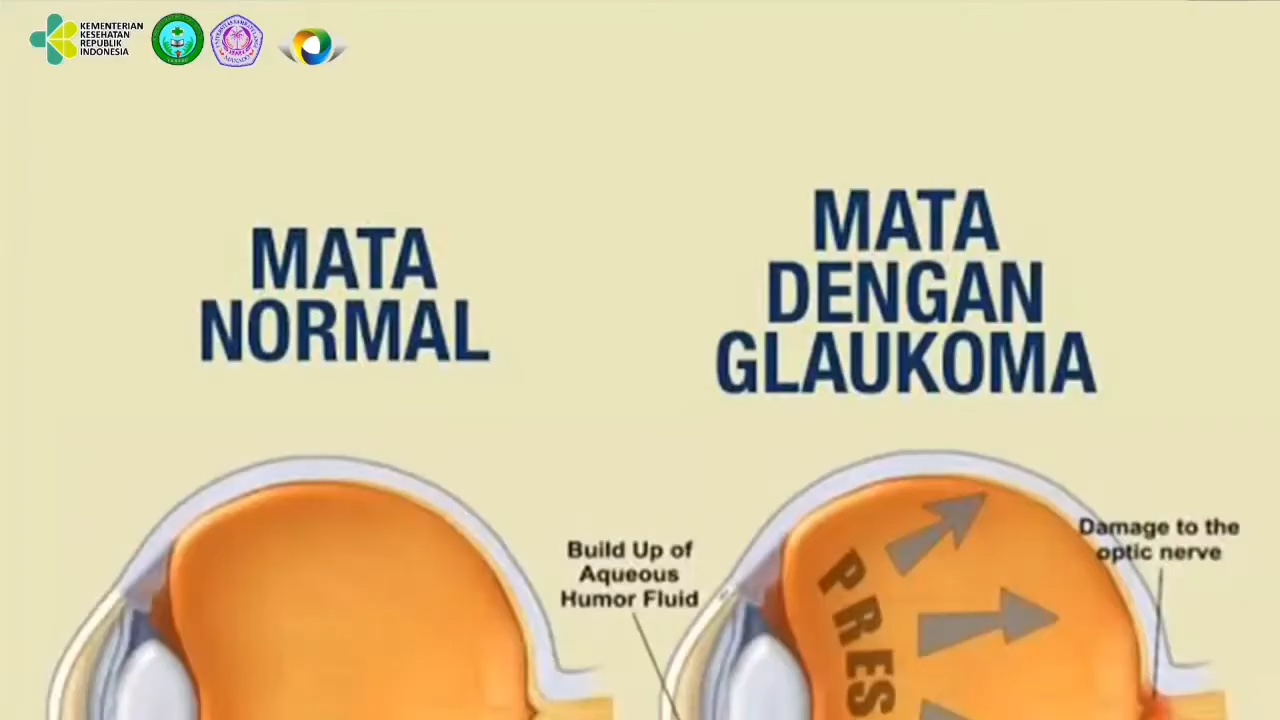 KEMENTERIAN
KESEHATAN
REPUBLIK
INDONESIA
MATA
NORMAL
MATA
DENGAN
GLAUKOMA
Build Up of
Aqueous
Humor Fluid
Damage to the
optic nerve
PRES